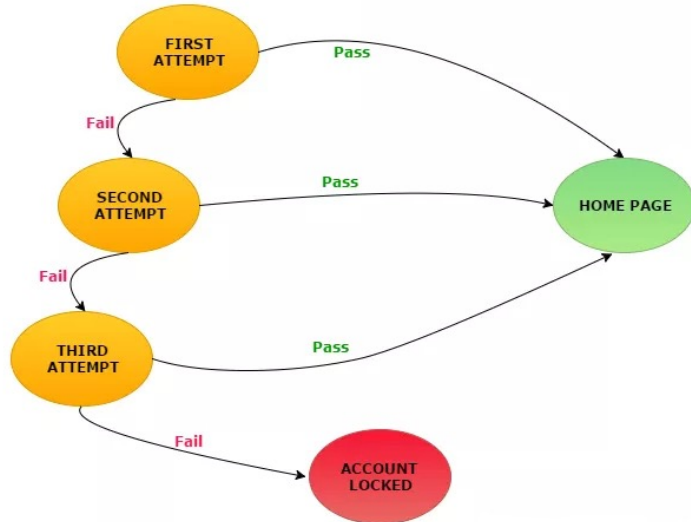 FIRST
ATTEMPT
Pass
Fail
SECOND
ATTEMPT
Pass
HOME PAGE
Fail
THIRD
ATTEMPT
Pass
Fail
ACCOUNT
LOCKED